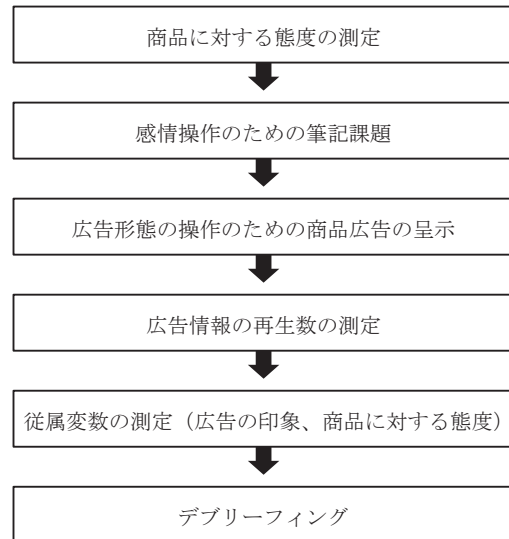 商品に対する態度の測定
感情操作のための筆記課題
広告形態の操作のための商品広告の呈示
広告情報の再生数の測定
従属変数の測定（広告の印象、商品に対する態度）
デブリーフィング